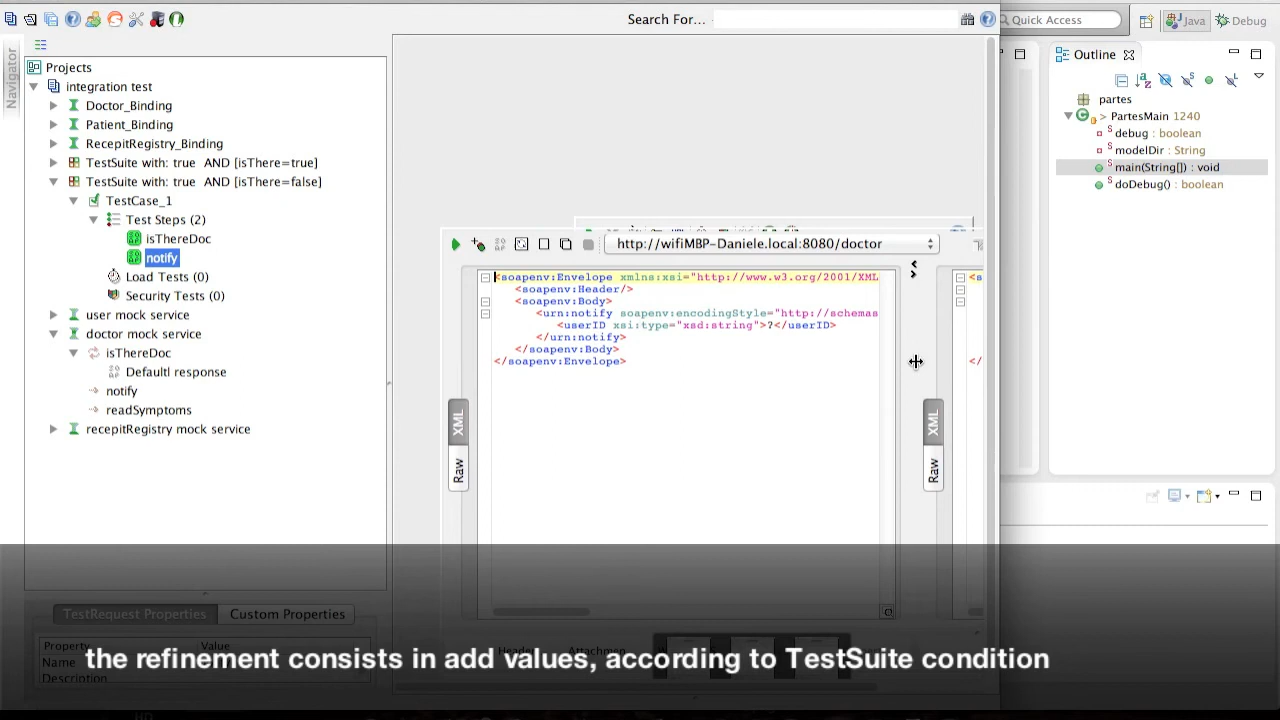 Search For...
Quick Access
Java
Debug
Navigator
Projects
integration test
Doctor_Binding
Patient_Binding
RecepitRegistry_Binding
TestSuite with: true AND [isThere=true]
TestSuite with: true AND [isThere=false]
TestCase_1
Test Steps (2)
isThereDoc
notify
Load Tests (0)
Security Tests (0)
user mock service
doctor mock service
isThereDoc
Defaultl response
notify
readSymptoms
recepitRegistry mock service
http://wifiMBP-Daniele.local:8080/doctor
<soapenv:Envelope xmlns:xsi="http://www.w3.org/2001/XML
<soapenv:Header/>
<soapenv:Body>
<urn:notify soapenv:encodingStyle="http://schemas
<userID xsi:type="xsd:string">?</userID>
</urn:notify>
</soapenv:Body>
</soapenv:Envelope>
<s
</
XML
Raw
XML
Raw
Outline
partes
> PartesMain 1240
debug : boolean
modelDir : String
main(String[]) : void
doDebug() : boolean
TestRequest Properties
Custom Properties
Property
Value
Name
Description
the refinement consists in add values, according to TestSuite condition